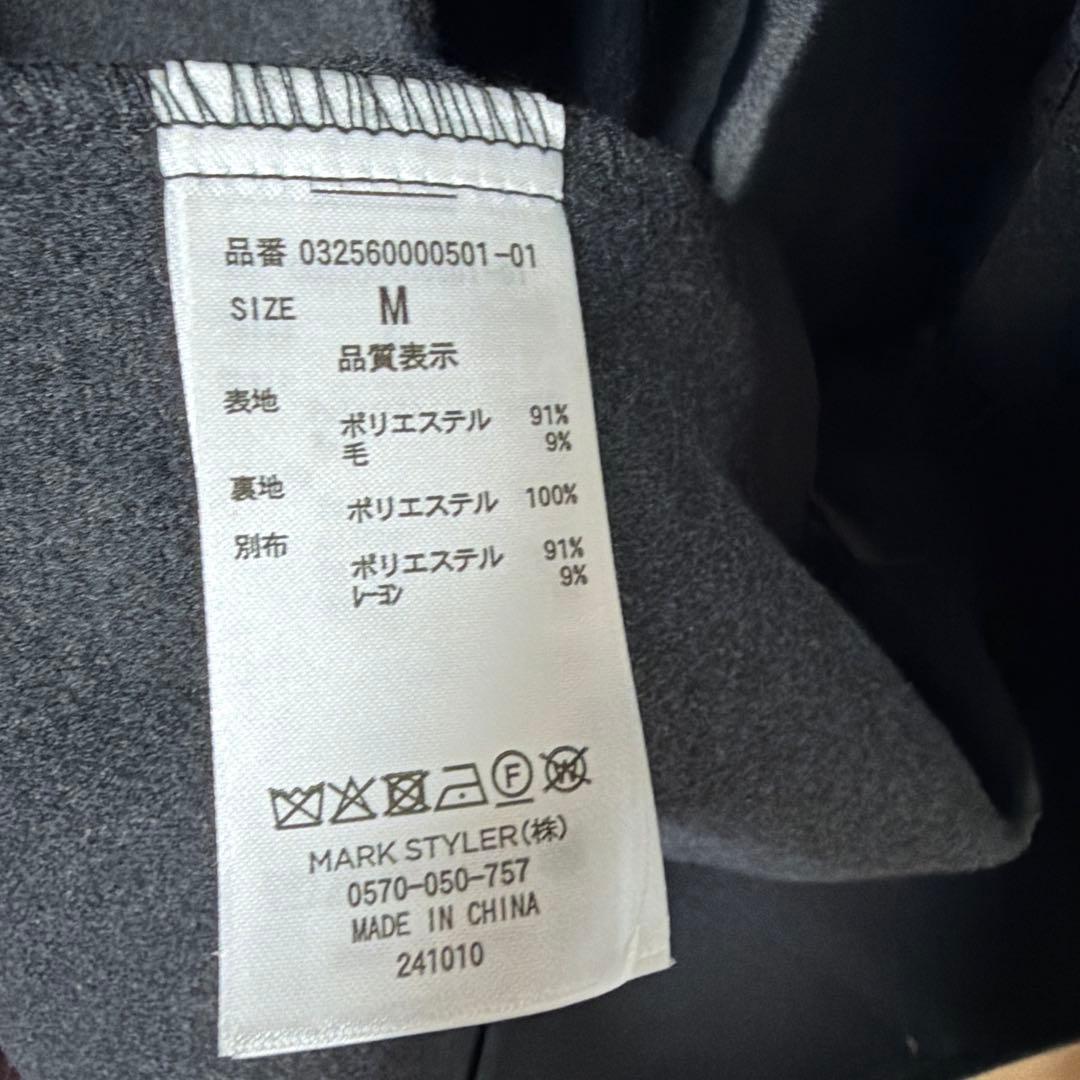 品番 032560000501-01
SIZE M
品質表示
表地
ポリエステル 91%
毛 9%
裏地
ポリエステル 100%
別布
ポリエステル 91%
レーヨン 9%
F W
MARK STYLER(株)
0570-050-757
MADE IN CHINA
241010